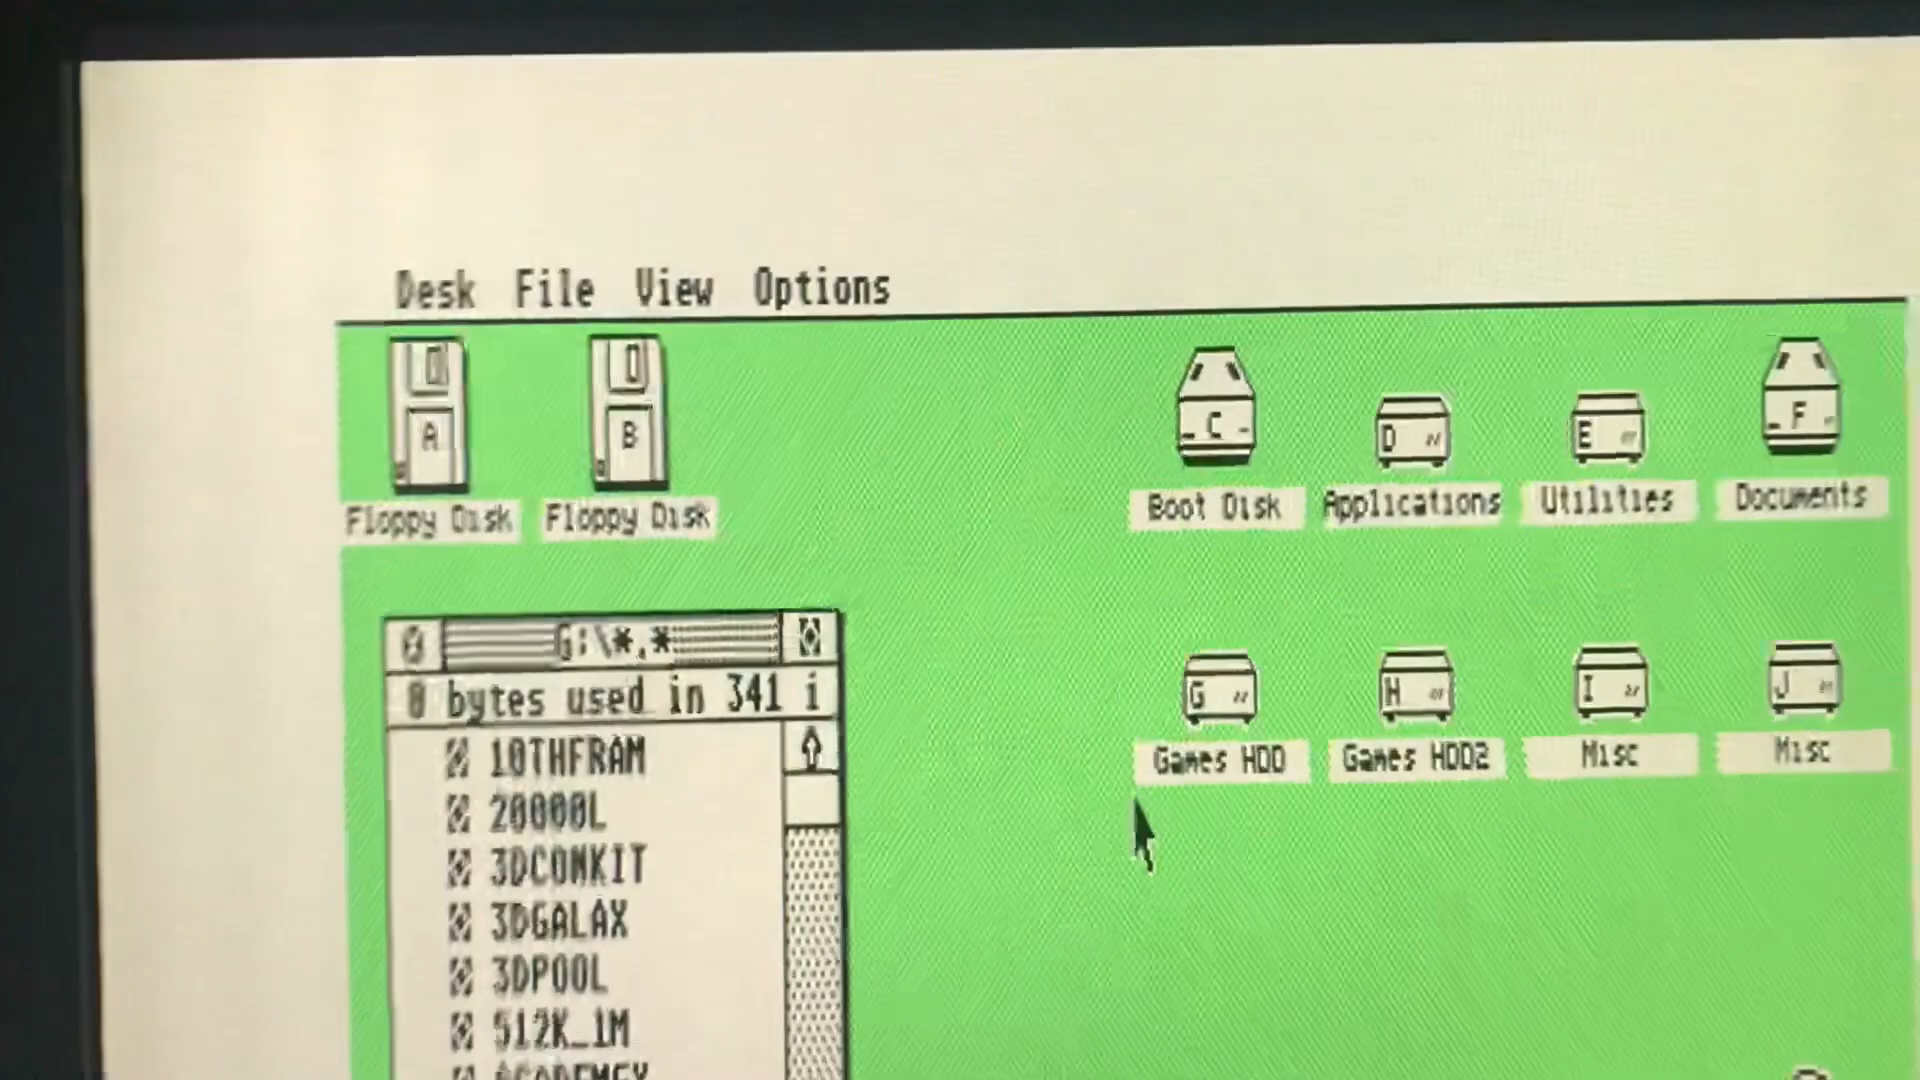 Desk File View Options
A B C D E F
Floppy Disk Floppy Disk Boot Disk Applications Utilities Documents
G:\*.*
0 bytes used in 341 i
G H I J
Games HDD Games HDD2 Misc Misc
10THFRAM
20000L
3DCONKIT
3DGALAX
3DPOOL
512K_1M